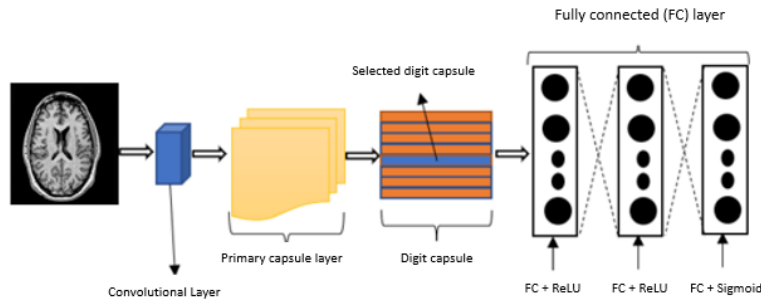 Fully connected (FC) layer
Selected digit capsule
Primary capsule layer
Digit capsule
Convolutional Layer
FC + ReLU
FC + ReLU
FC + Sigmoid